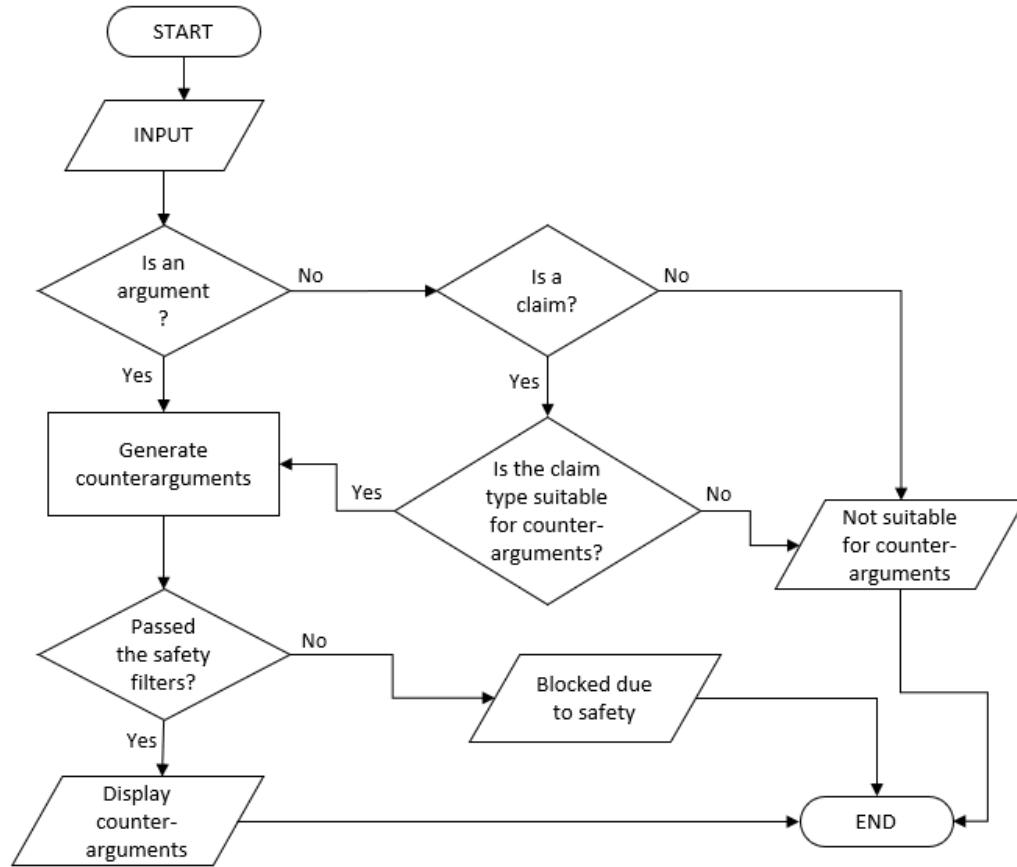 START
INPUT
Is an
argument
?
No
Is a
claim?
No
Yes
Yes
Generate
counterarguments
Yes
Is the claim
type suitable
for counter-
arguments?
No
Not suitable
for counter-
arguments
Passed
the safety
filters?
No
Blocked due
to safety
Yes
Display
counter-
arguments
END